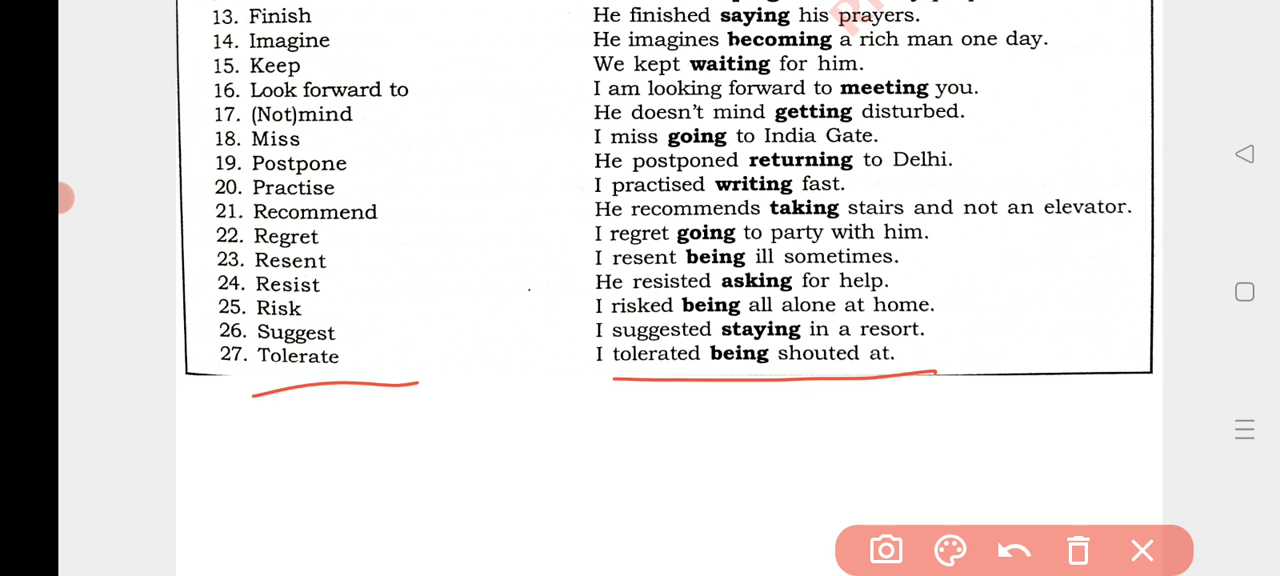 13. Finish He finished saying his prayers.
14. Imagine He imagines becoming a rich man one day.
15. Keep We kept waiting for him.
16. Look forward to I am looking forward to meeting you.
17. (Not)mind He doesn't mind getting disturbed.
18. Miss I miss going to India Gate.
19. Postpone He postponed returning to Delhi.
20. Practise I practised writing fast.
21. Recommend He recommends taking stairs and not an elevator.
22. Regret I regret going to party with him.
23. Resent I resent being ill sometimes.
24. Resist He resisted asking for help.
25. Risk I risked being all alone at home.
26. Suggest I suggested staying in a resort.
27. Tolerate I tolerated being shouted at.